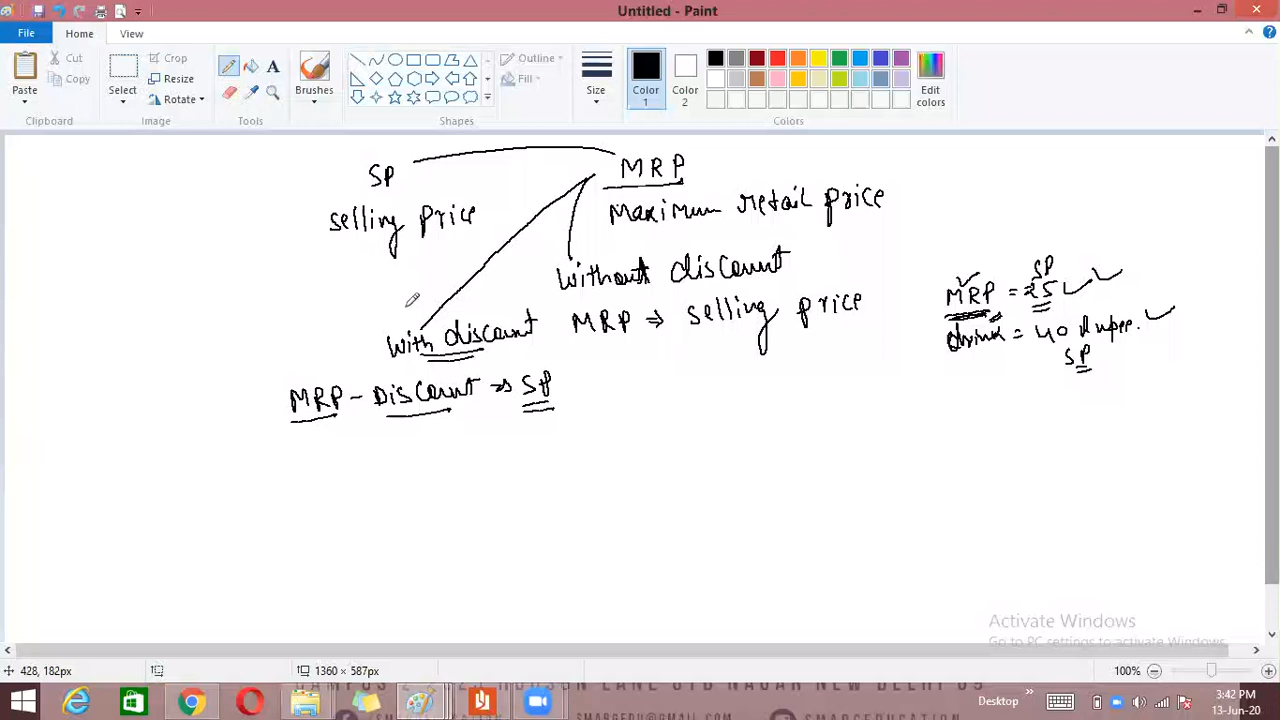 Untitled - Paint
File Home View
Paste
Cut
Copy
Clipboard
Select
Crop
Resize
Rotate
Image
Tools
Brushes
Shapes
Outline
Fill
Size
Color 1
Color 2
Edit colors
Colors
SP
MRP
selling price
Maximum retail price
Without discount
SP
MRP = 25
With discount MRP ⇒ selling price
= 40 Rupee.
SP
MRP - Discount ⇒ SP
Activate Windows
Go to PC settings to activate Windows.
428, 182px
1360 × 587px
100%
Desktop
3:42 PM
13-Jun-20